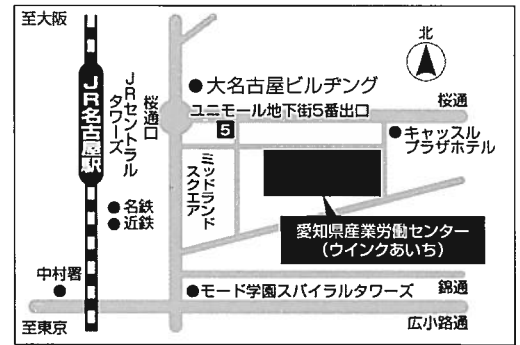 至大阪
北
JR名古屋駅
JRセントラル
タワーズ
桜通口
●大名古屋ビルヂング
ユニモール地下街5番出口
桜通
5
●キャッスル
プラザホテル
ミッドランド
スクエア
●名鉄
●近鉄
愛知県産業労働センター
(ウインクあいち)
中村署
●モード学園スパイラルタワーズ
錦通
至東京
広小路通